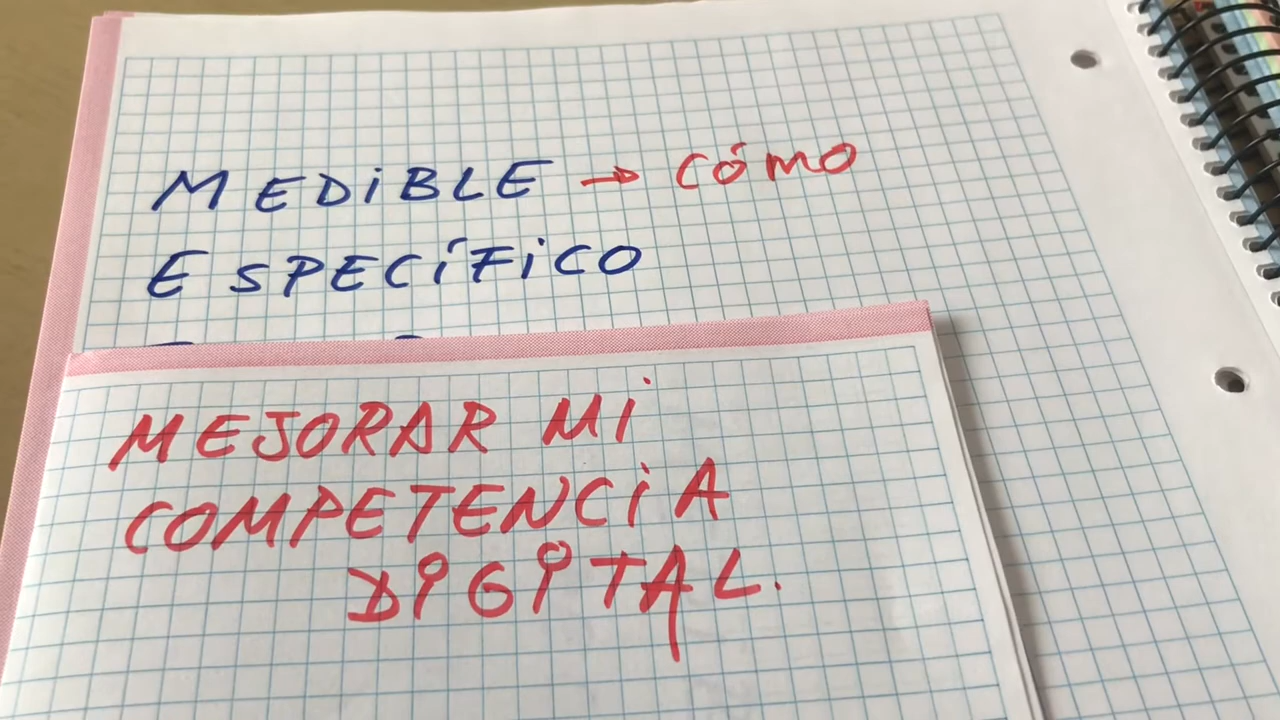 MEDIBLE → CÓMO
ESPECÍFICO
MEJORAR MI
COMPETENCIA
DIGITAL.